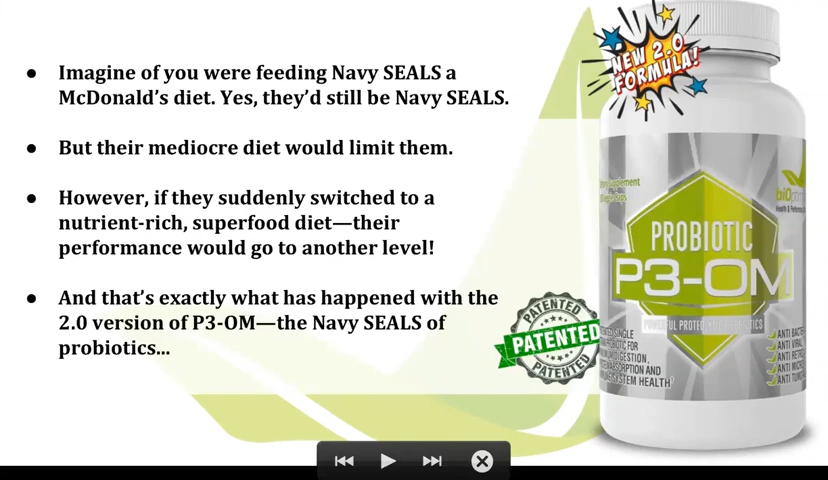 ● Imagine of you were feeding Navy SEALS a
McDonald's diet. Yes, they'd still be Navy SEALS.
● But their mediocre diet would limit them.
● However, if they suddenly switched to a
nutrient-rich, superfood diet—their
performance would go to another level!
● And that's exactly what has happened with the
2.0 version of P3-OM—the Navy SEALS of
probiotics...
NEW 2.0
FORMULA!
PATENTED
PATENTED
PATENTED
PROBIOTIC
P3-OM